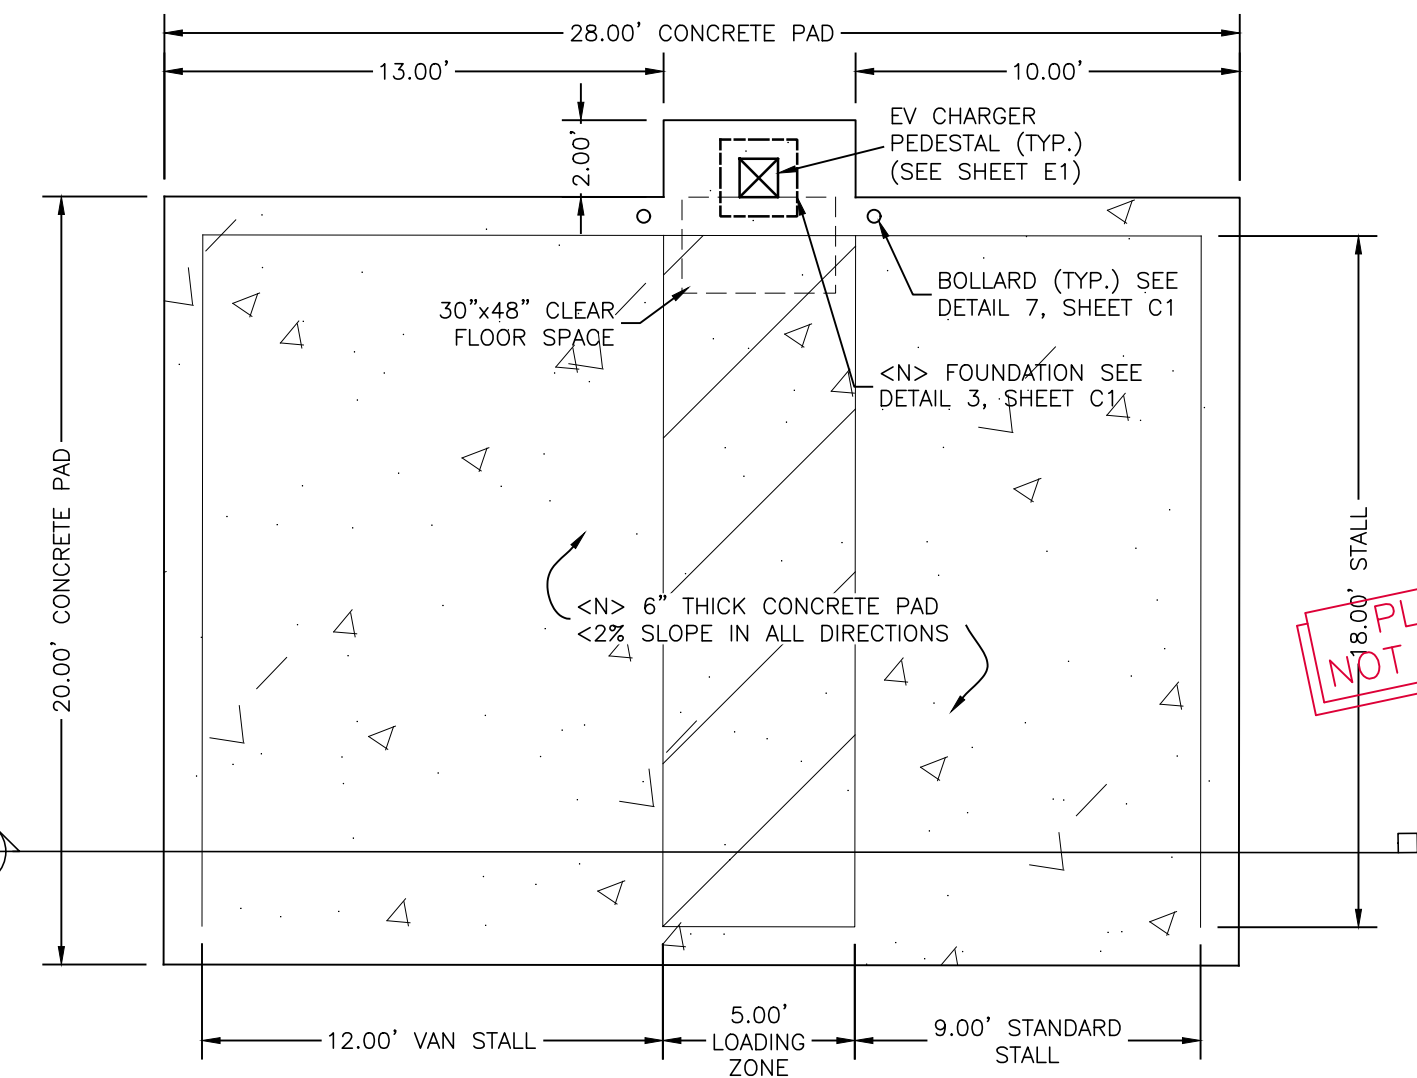 28.00' CONCRETE PAD
13.00'
10.00'
2.00'
EV CHARGER
PEDESTAL (TYP.)
(SEE SHEET E1)
BOLLARD (TYP.) SEE
DETAIL 7, SHEET C1
30"x48" CLEAR
FLOOR SPACE
<N> FOUNDATION SEE
DETAIL 3, SHEET C1
20.00' CONCRETE PAD
18.00' STALL
<N> 6" THICK CONCRETE PAD
<2% SLOPE IN ALL DIRECTIONS
PL
NOT
12.00' VAN STALL
5.00'
LOADING
ZONE
9.00' STANDARD
STALL